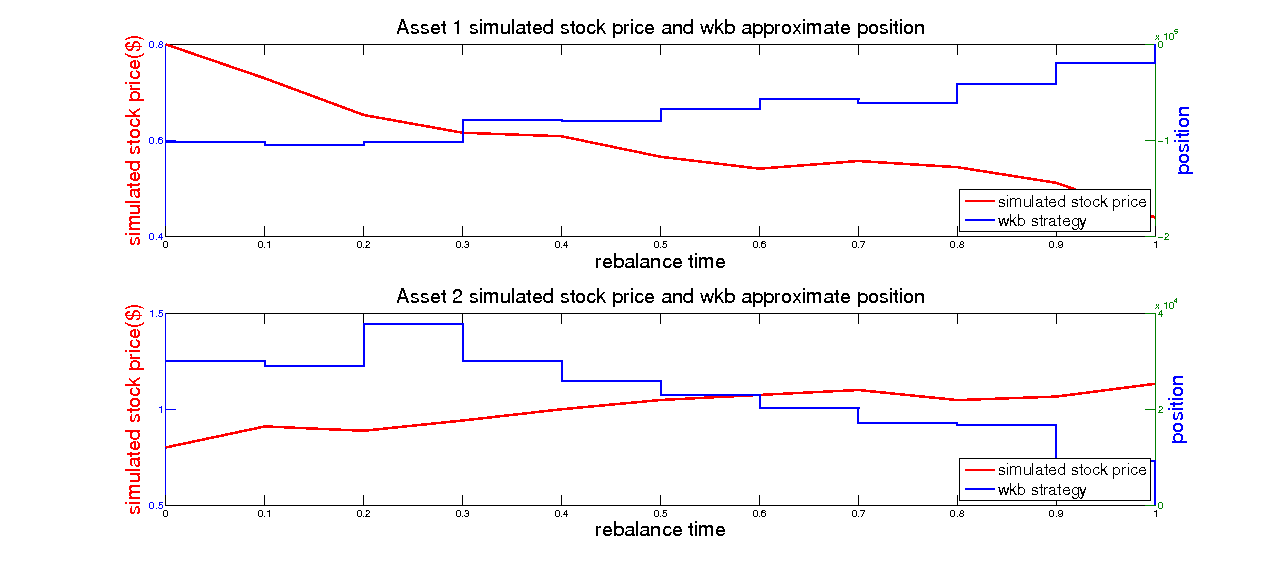 Asset 1 simulated stock price and wkb approximate position
x 10⁵
simulated stock price($)
0.8
0.6
0.4
0
-1
-2
position
simulated stock price
wkb strategy
0 0.1 0.2 0.3 0.4 0.5 0.6 0.7 0.8 0.9 1
rebalance time
Asset 2 simulated stock price and wkb approximate position
x 10⁴
simulated stock price($)
1.5
1
0.5
4
2
0
position
simulated stock price
wkb strategy
0 0.1 0.2 0.3 0.4 0.5 0.6 0.7 0.8 0.9 1
rebalance time